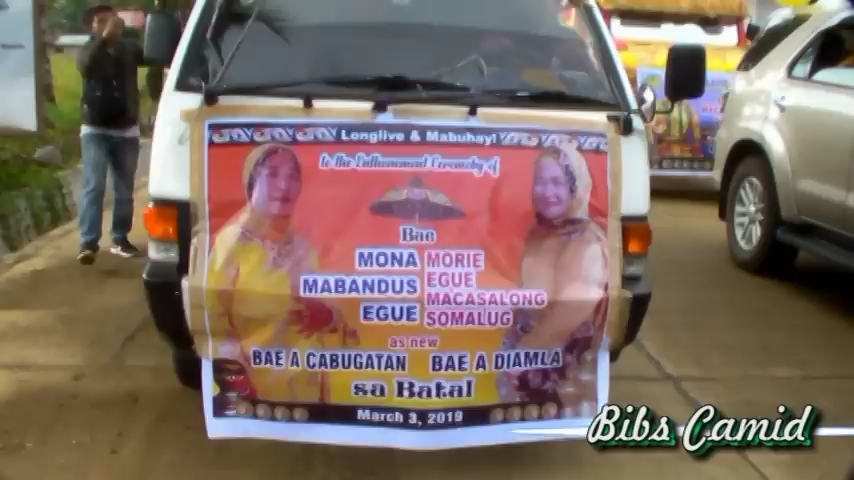 Longlive & Mabuhay!
to the Enthronement Ceremony of
Bae
MONA MABANDUS EGUE
MORIE EGUE MACASALONG SOMALUG
as new
BAE A CABUGATAN BAE A DIAMLA
sa Batal
March 3, 2019
Bibs Camid